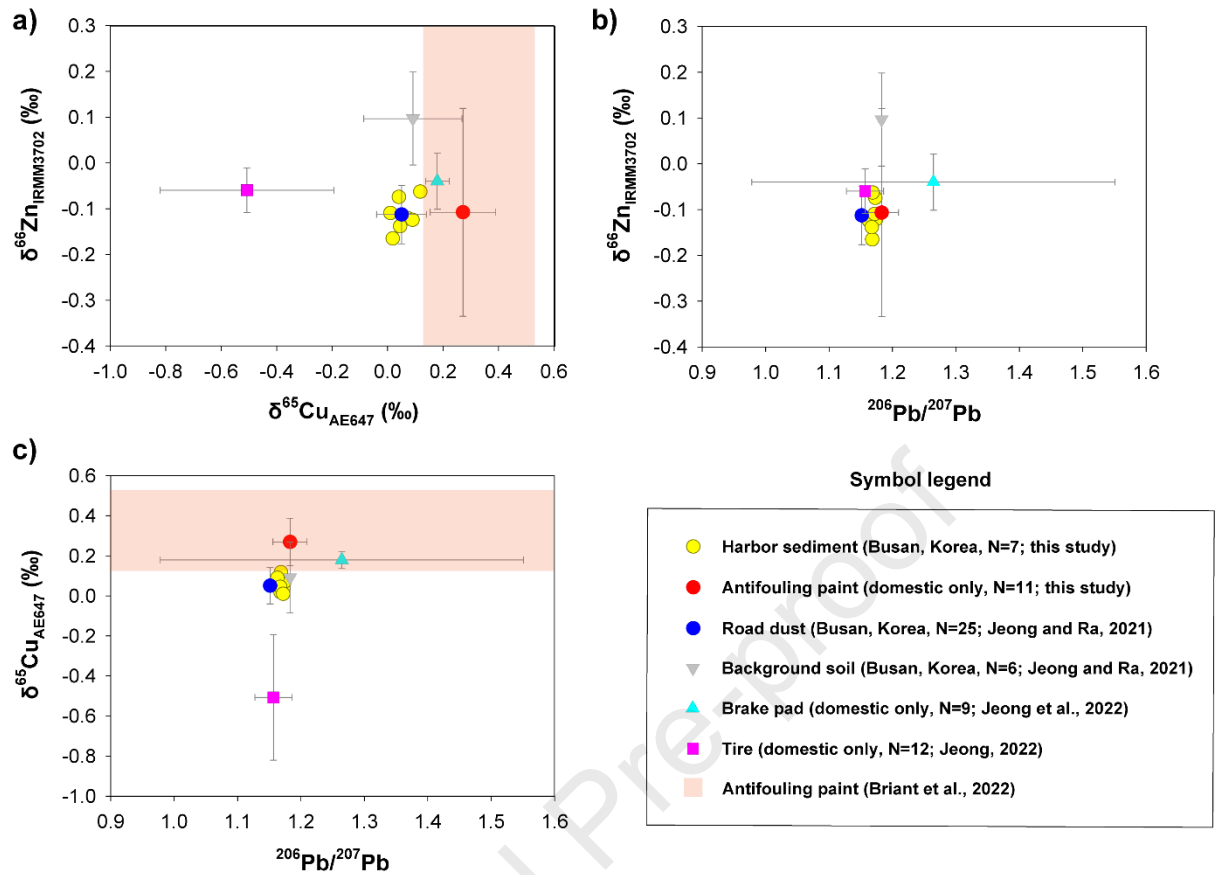 a)
0.3
0.2
0.1
0.0
-0.1
-0.2
-0.3
-0.4
δ⁶⁶Zn_IRMM3702 (‰)
-1.0 -0.8 -0.6 -0.4 -0.2 0.0 0.2 0.4 0.6
δ⁶⁵Cu_AE647 (‰)
b)
0.3
0.2
0.1
0.0
-0.1
-0.2
-0.3
-0.4
δ⁶⁶Zn_IRMM3702 (‰)
0.9 1.0 1.1 1.2 1.3 1.4 1.5 1.6
²⁰⁶Pb/²⁰⁷Pb
c)
0.6
0.4
0.2
0.0
-0.2
-0.4
-0.6
-0.8
-1.0
δ⁶⁵Cu_AE647 (‰)
0.9 1.0 1.1 1.2 1.3 1.4 1.5 1.6
²⁰⁶Pb/²⁰⁷Pb
Symbol legend
Harbor sediment (Busan, Korea, N=7; this study)
Antifouling paint (domestic only, N=11; this study)
Road dust (Busan, Korea, N=25; Jeong and Ra, 2021)
Background soil (Busan, Korea, N=6; Jeong and Ra, 2021)
Brake pad (domestic only, N=9; Jeong et al., 2022)
Tire (domestic only, N=12; Jeong, 2022)
Antifouling paint (Briant et al., 2022)
Pre-proof